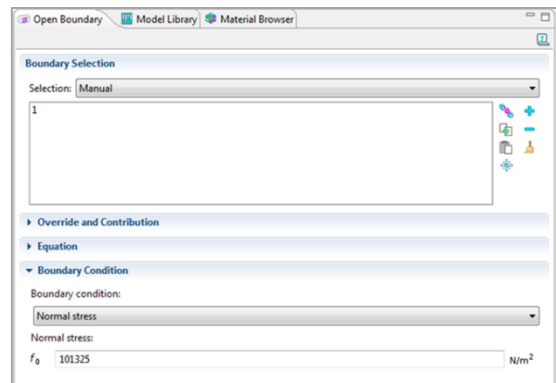 Open Boundary Model Library Material Browser
Boundary Selection
Selection: Manual
1
Override and Contribution
Equation
Boundary Condition
Boundary condition:
Normal stress
Normal stress:
f₀ 101325 N/m²